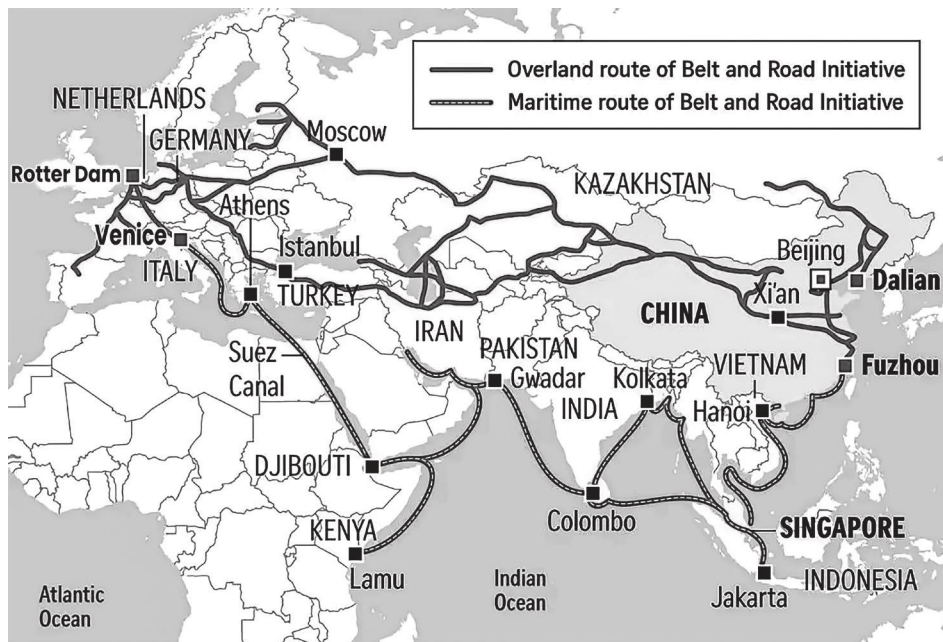 Overland route of Belt and Road Initiative
Maritime route of Belt and Road Initiative
NETHERLANDS
GERMANY
Moscow
Rotter Dam
KAZAKHSTAN
Athens
Venice
Istanbul
Beijing
ITALY
TURKEY
Xi'an
Dalian
CHINA
IRAN
Suez
Canal
PAKISTAN
Gwadar
Kolkata
VIETNAM
Fuzhou
INDIA
Hanoi
DJIBOUTI
Colombo
KENYA
SINGAPORE
Lamu
Indian
Ocean
Jakarta
INDONESIA
Atlantic
Ocean